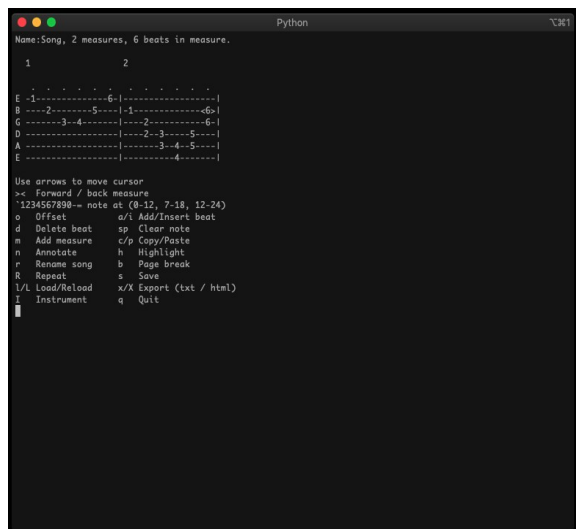 Python
⌥⌘1
Name:Song, 2 measures, 6 beats in measure.
1 2
. . . . . . . . . . . .
E -1-------------6-|------------------|
B ----2--------5----|-1-------------<6>|
G -------3--4-------|----2-----------6-|
D ------------------|----2--3-----5----|
A ------------------|-------3--4--5----|
E ------------------|----------4-------|
Use arrows to move cursor
>< Forward / back measure
`1234567890-= note at (0-12, 7-18, 12-24)
o Offset a/i Add/Insert beat
d Delete beat sp Clear note
m Add measure c/p Copy/Paste
n Annotate h Highlight
r Rename song b Page break
R Repeat s Save
l/L Load/Reload x/X Export (txt / html)
I Instrument q Quit